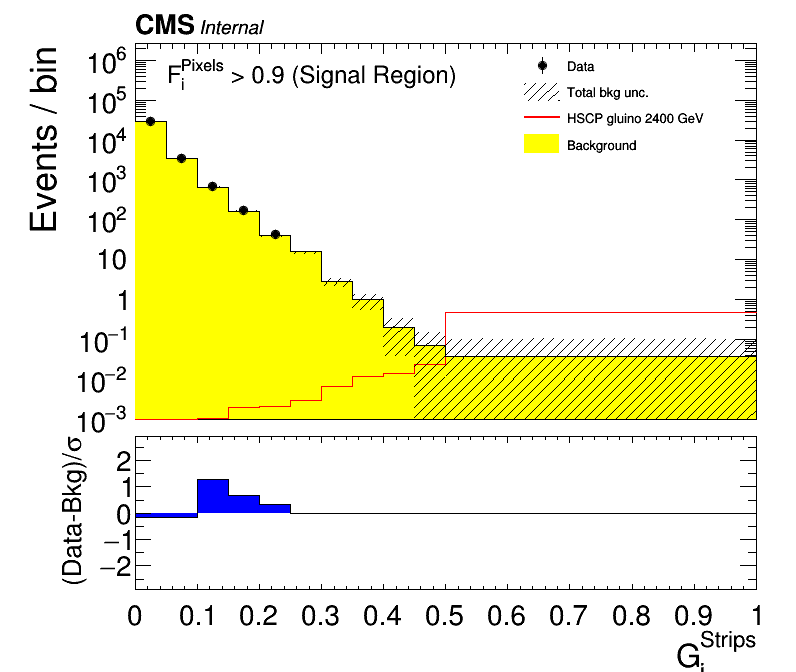 CMS Internal
Events / bin
F_i^Pixels > 0.9 (Signal Region)
Data
Total bkg unc.
HSCP gluino 2400 GeV
Background
10^6
10^5
10^4
10^3
10^2
10
1
10^−1
10^−2
10^−3
(Data-Bkg)/σ
2
1
0
−1
−2
0 0.1 0.2 0.3 0.4 0.5 0.6 0.7 0.8 0.9 1
G_i^Strips